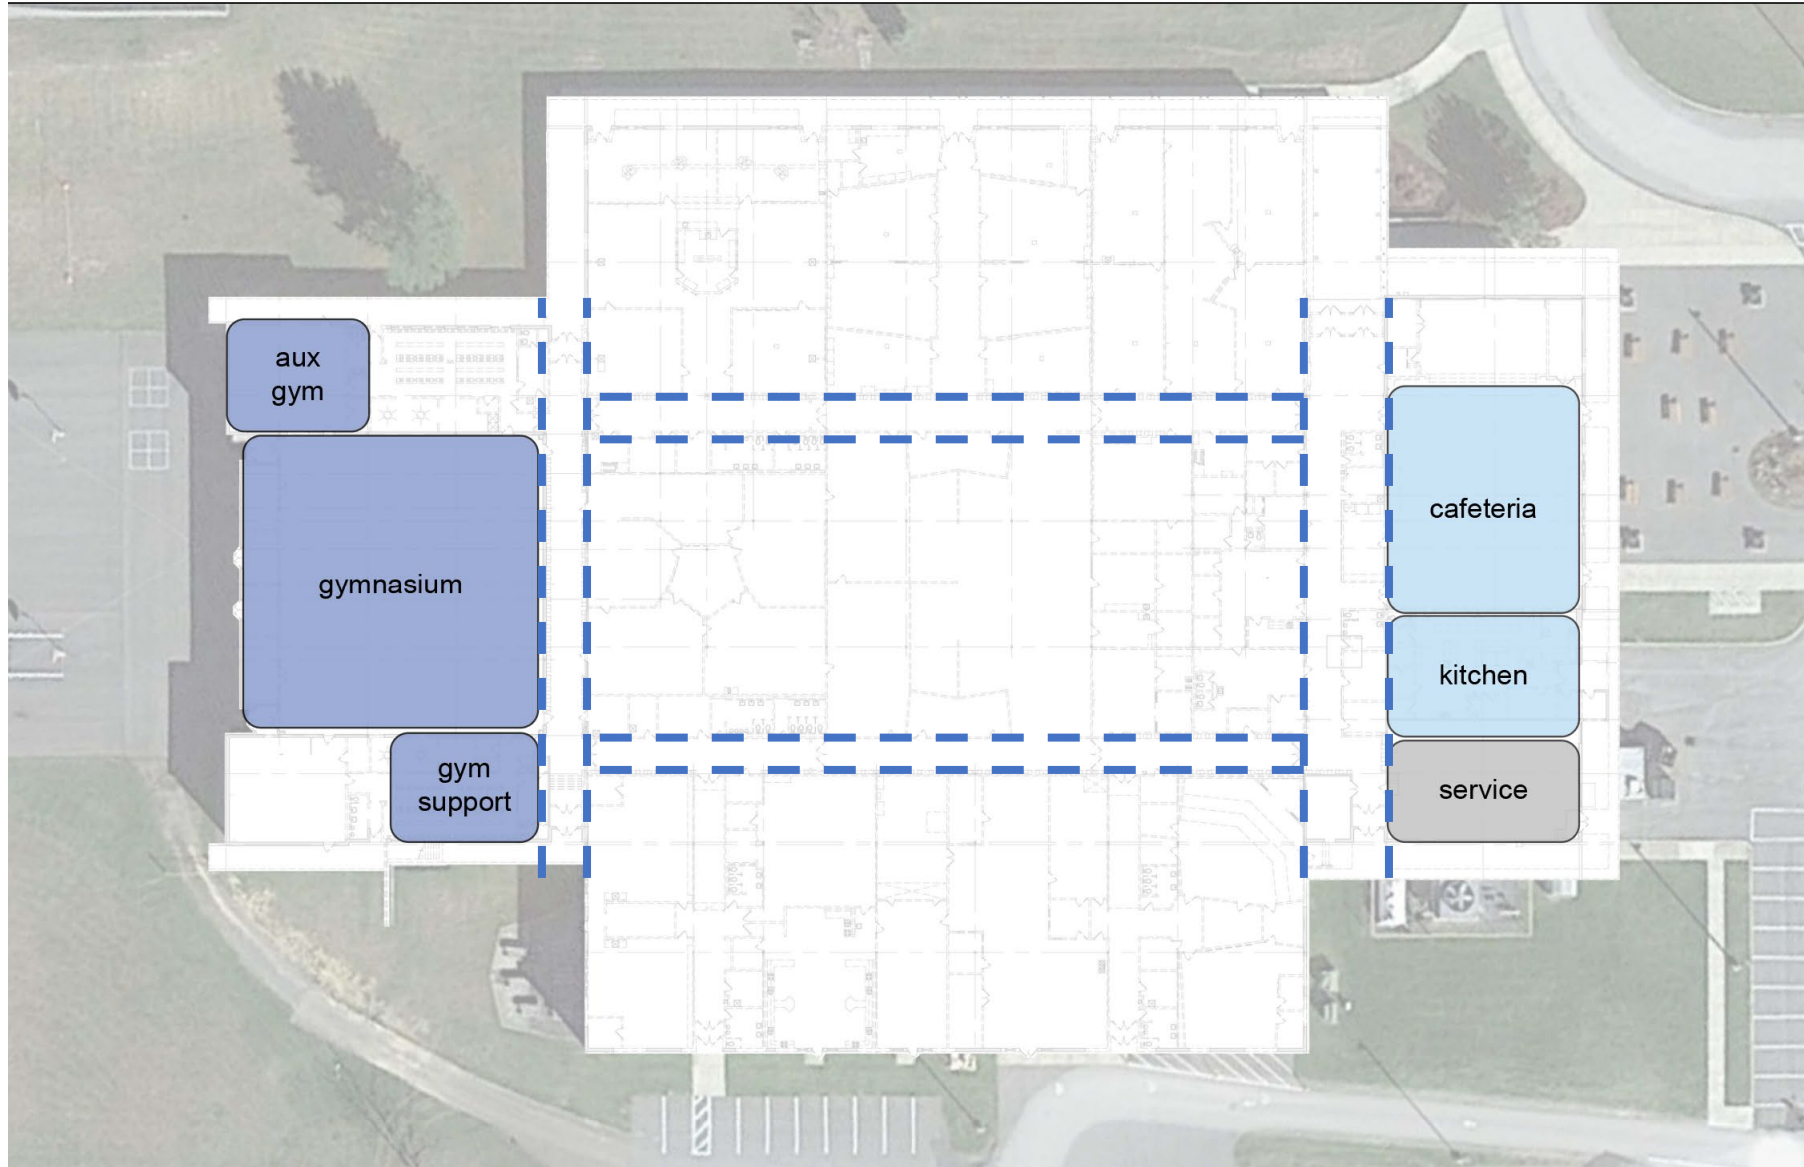 aux
gym
gymnasium
gym
support
cafeteria
kitchen
service